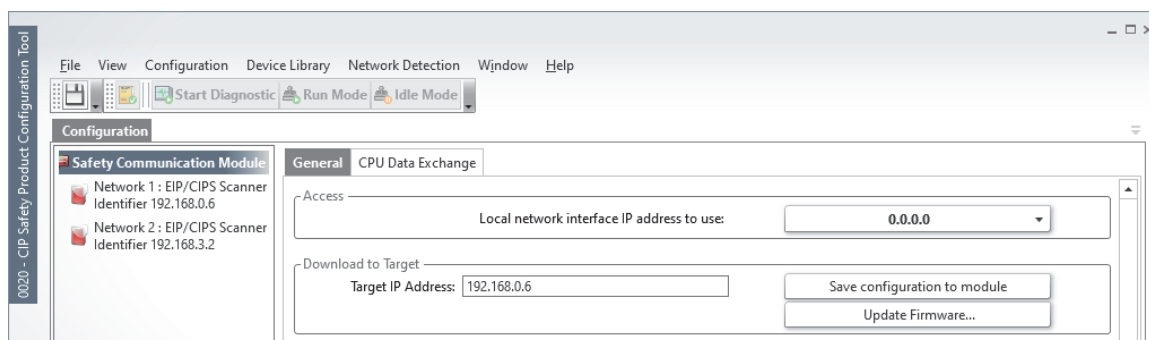 0020 - CIP Safety Product Configuration Tool
File View Configuration Device Library Network Detection Window Help
Start Diagnostic Run Mode Idle Mode
Configuration
Safety Communication Module
Network 1 : EIP/CIPS Scanner
Identifier 192.168.0.6
Network 2 : EIP/CIPS Scanner
Identifier 192.168.3.2
General CPU Data Exchange
Access
Local network interface IP address to use: 0.0.0.0
Download to Target
Target IP Address: 192.168.0.6 Save configuration to module
Update Firmware...